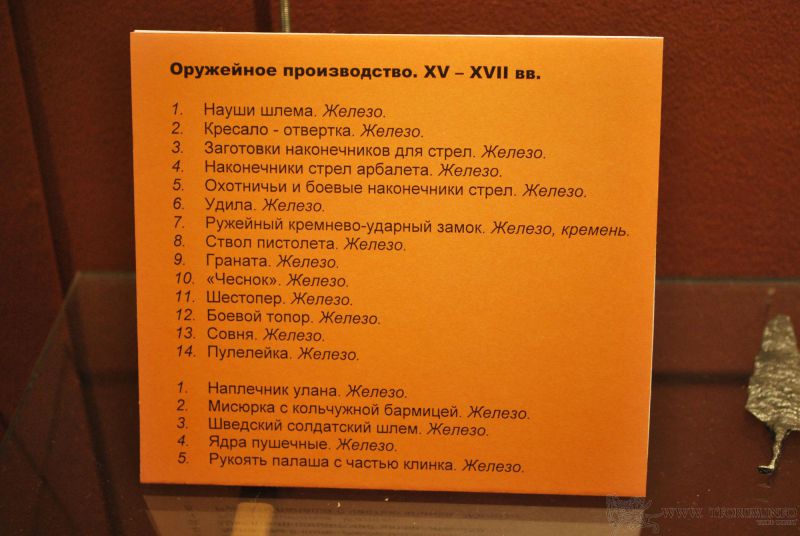 Оружейное производство. XV – XVII вв.
1. Науши шлема. Железо.
2. Кресало - отвертка. Железо.
3. Заготовки наконечников для стрел. Железо.
4. Наконечники стрел арбалета. Железо.
5. Охотничьи и боевые наконечники стрел. Железо.
6. Удила. Железо.
7. Ружейный кремнево-ударный замок. Железо, кремень.
8. Ствол пистолета. Железо.
9. Граната. Железо.
10. «Чеснок». Железо.
11. Шестопер. Железо.
12. Боевой топор. Железо.
13. Совня. Железо.
14. Пулелейка. Железо.
1. Наплечник улана. Железо.
2. Мисюрка с кольчужной бармицей. Железо.
3. Шведский солдатский шлем. Железо.
4. Ядра пушечные. Железо.
5. Рукоять палаша с частью клинка. Железо.
WWW.TFORUM.INFO